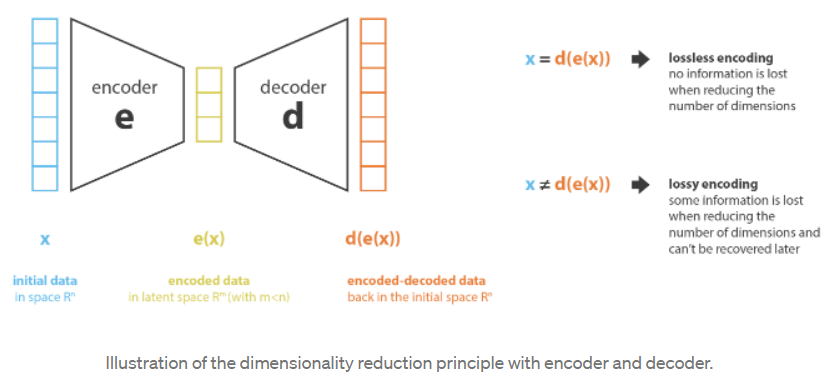 encoder
e
decoder
d
x = d(e(x))
lossless encoding
no information is lost
when reducing the
number of dimensions
x ≠ d(e(x))
lossy encoding
some information is lost
when reducing the
number of dimensions and
can't be recovered later
x
e(x)
d(e(x))
initial data
in space Rⁿ
encoded data
in latent space Rᵐ (with m<n)
encoded-decoded data
back in the initial space Rⁿ
Illustration of the dimensionality reduction principle with encoder and decoder.